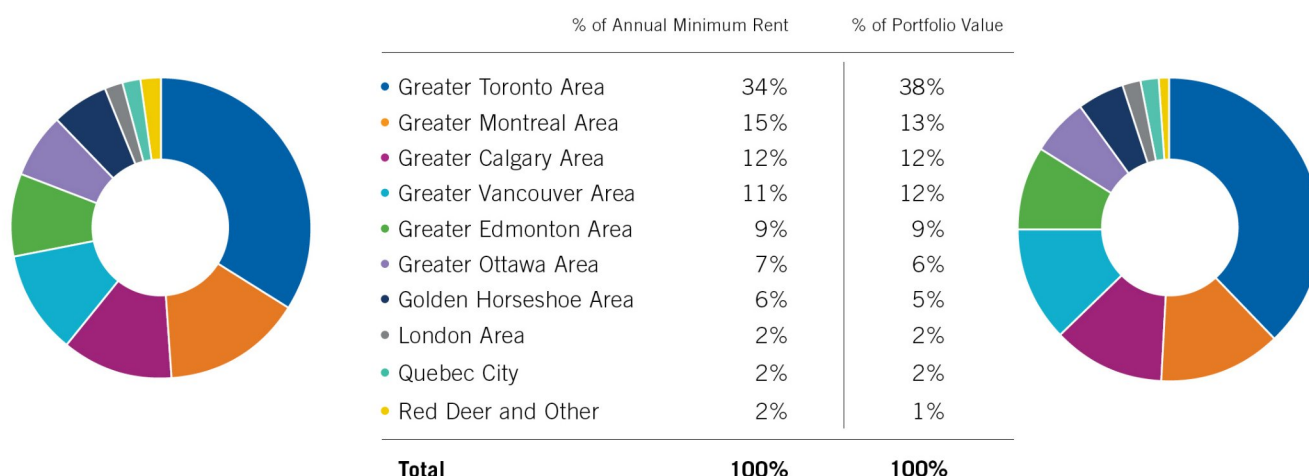 % of Annual Minimum Rent % of Portfolio Value
Greater Toronto Area 34% 38%
Greater Montreal Area 15% 13%
Greater Calgary Area 12% 12%
Greater Vancouver Area 11% 12%
Greater Edmonton Area 9% 9%
Greater Ottawa Area 7% 6%
Golden Horseshoe Area 6% 5%
London Area 2% 2%
Quebec City 2% 2%
Red Deer and Other 2% 1%
Total 100% 100%